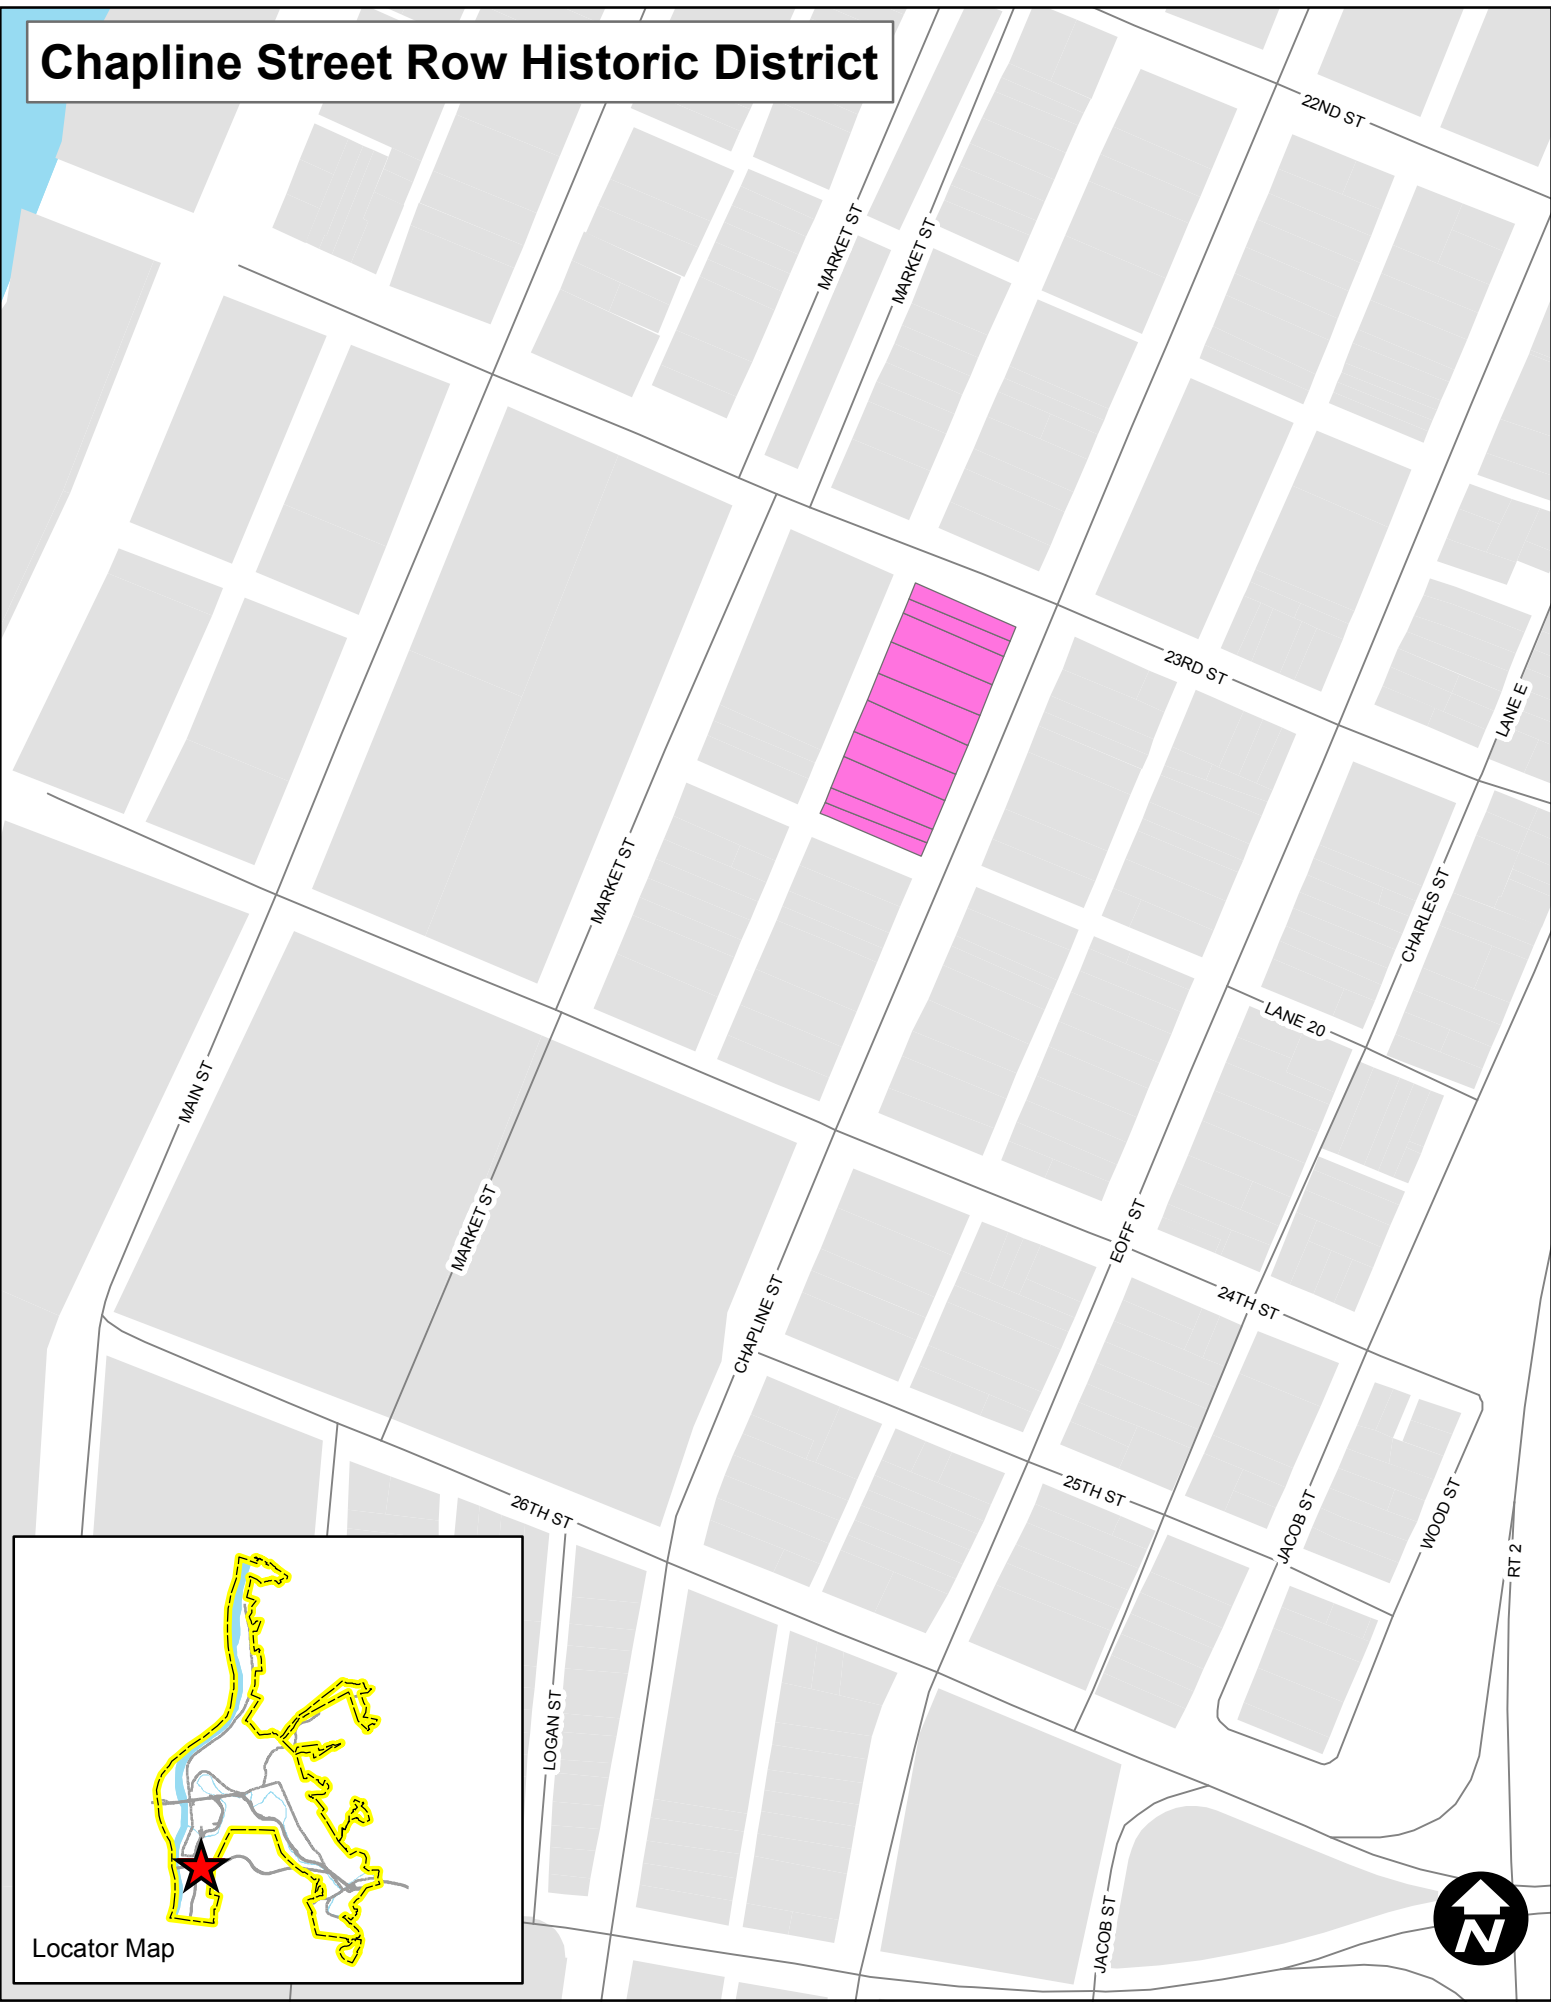 Chapline Street Row Historic District
22ND ST
MARKET ST
MARKET ST
23RD ST
LANE E
MARKET ST
CHARLES ST
LANE 20
MAIN ST
MARKET ST
EOFF ST
24TH ST
CHAPLINE ST
25TH ST
26TH ST
JACOB ST
WOOD ST
RT 2
LOGAN ST
JACOB ST
Locator Map
N